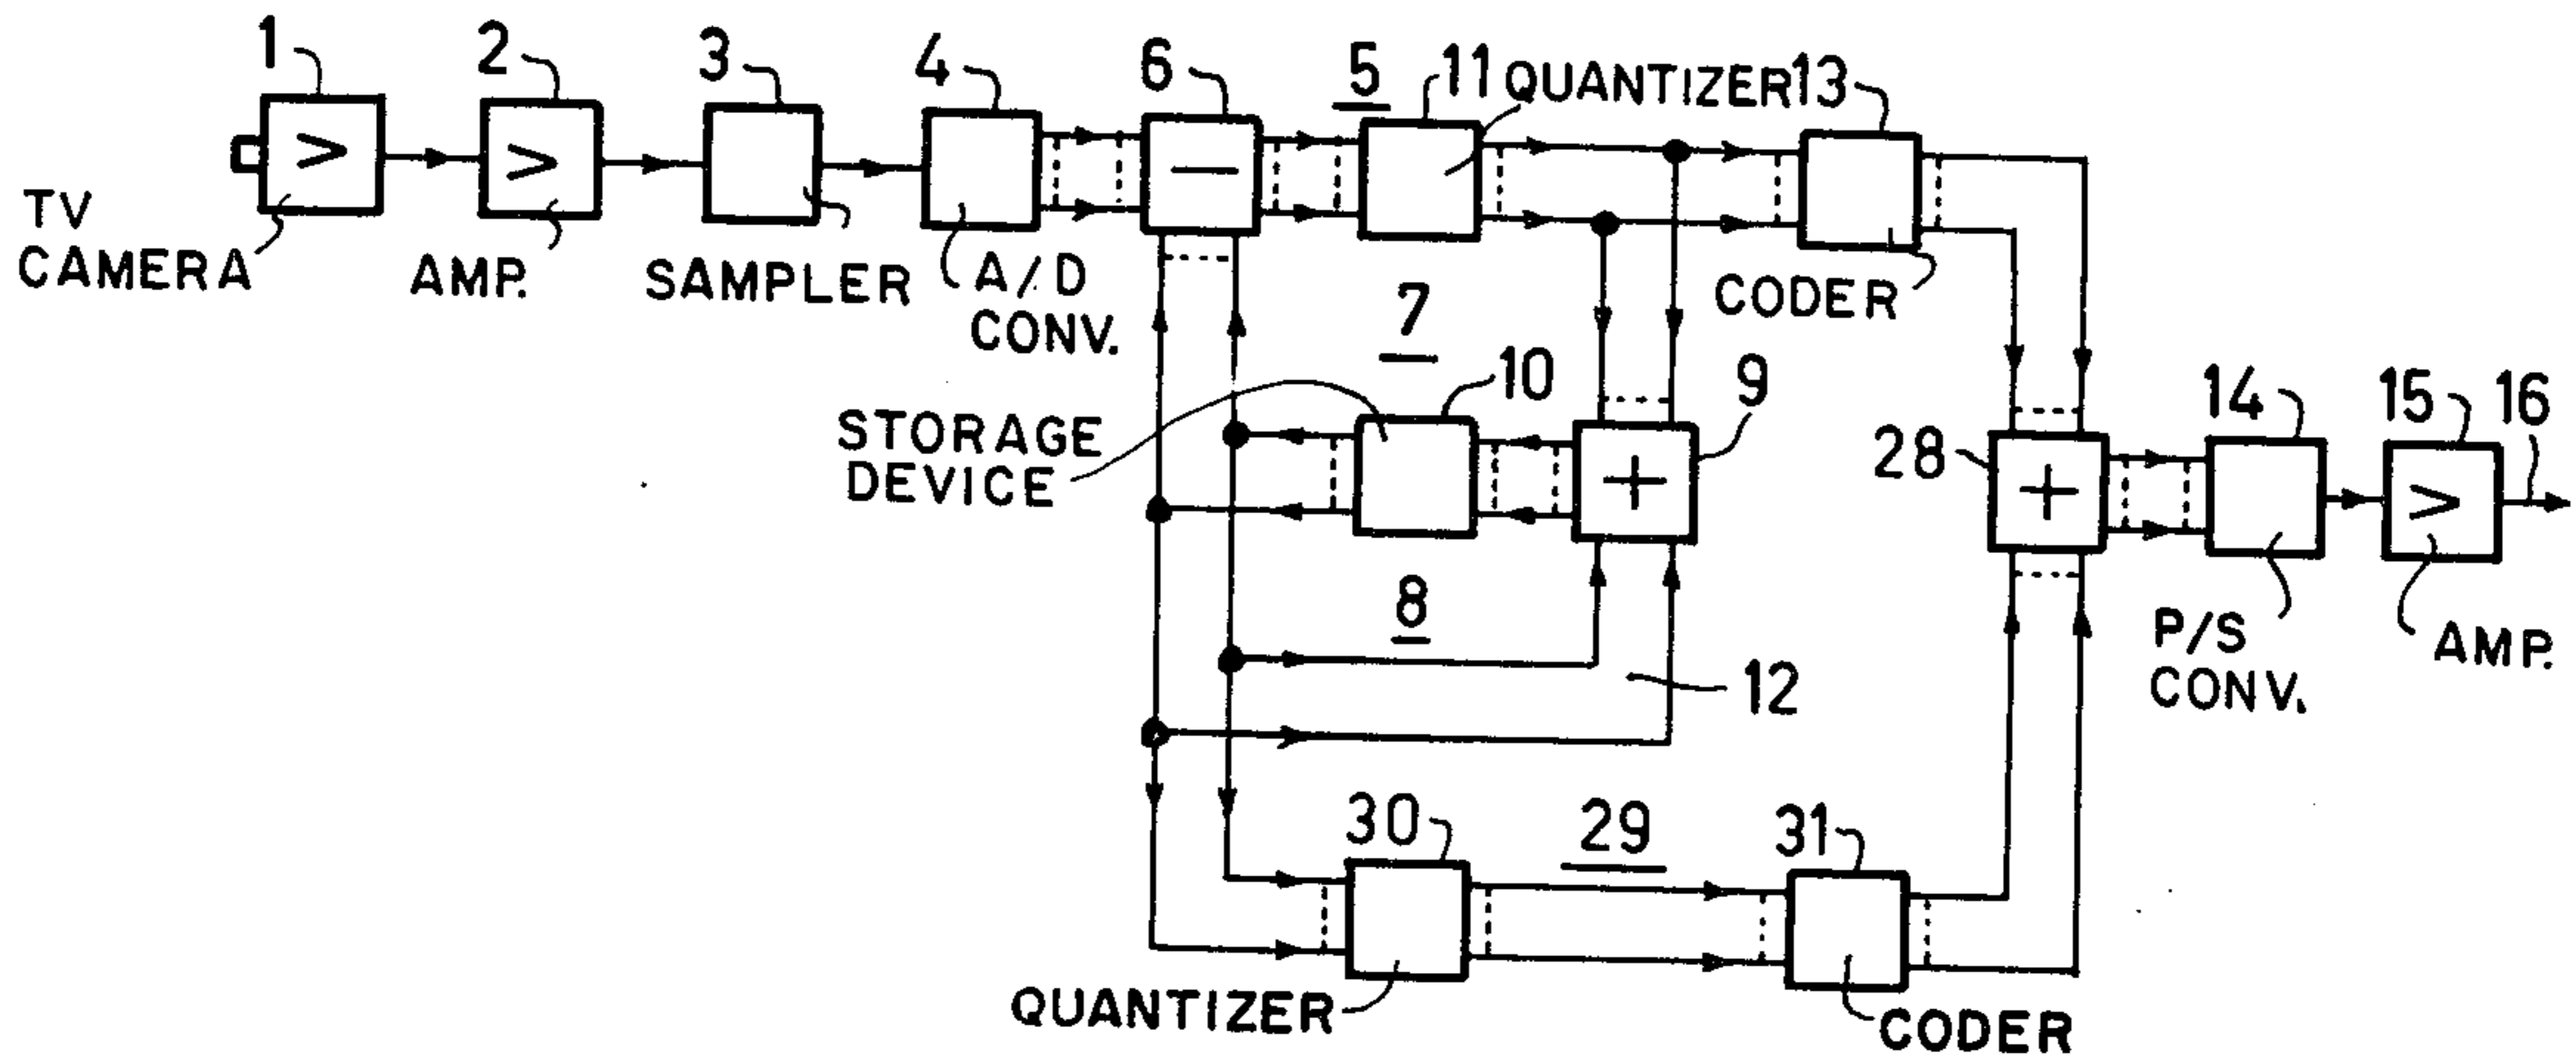 1
2
3
4
6
5
11 QUANTIZER
13
TV
CAMERA
AMP.
SAMPLER
A/D
CONV.
CODER
7
STORAGE
DEVICE
10
9
28
14
15
16
8
12
P/S
CONV.
AMP.
30
29
31
QUANTIZER
CODER